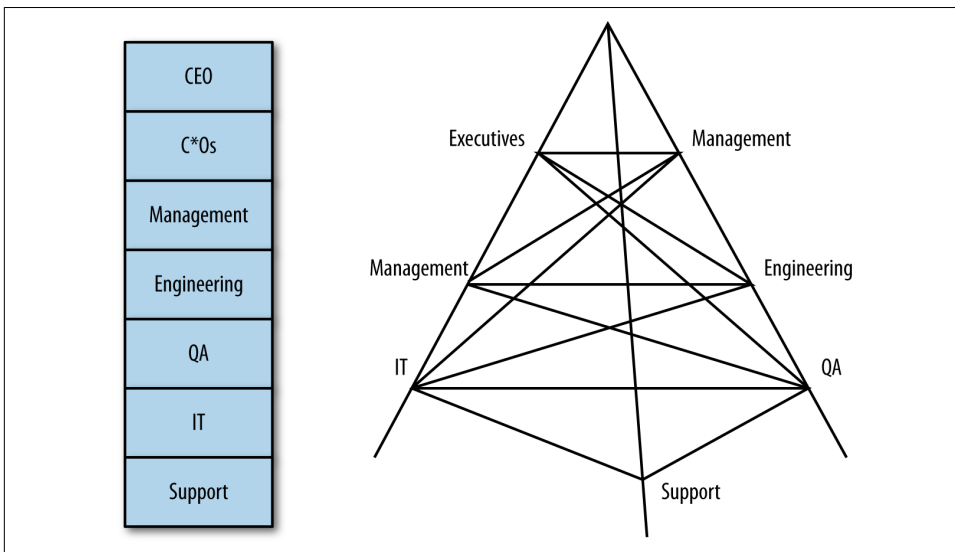 CEO
C*Os
Management
Engineering
QA
IT
Support
Executives
Management
Management
Engineering
IT
QA
Support